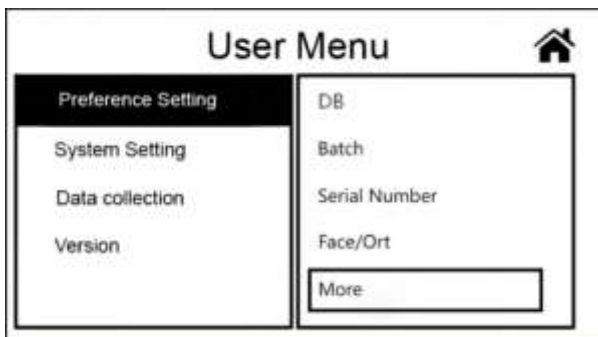 User Menu
Preference Setting
System Setting
Data collection
Version
DB
Batch
Serial Number
Face/Ort
More